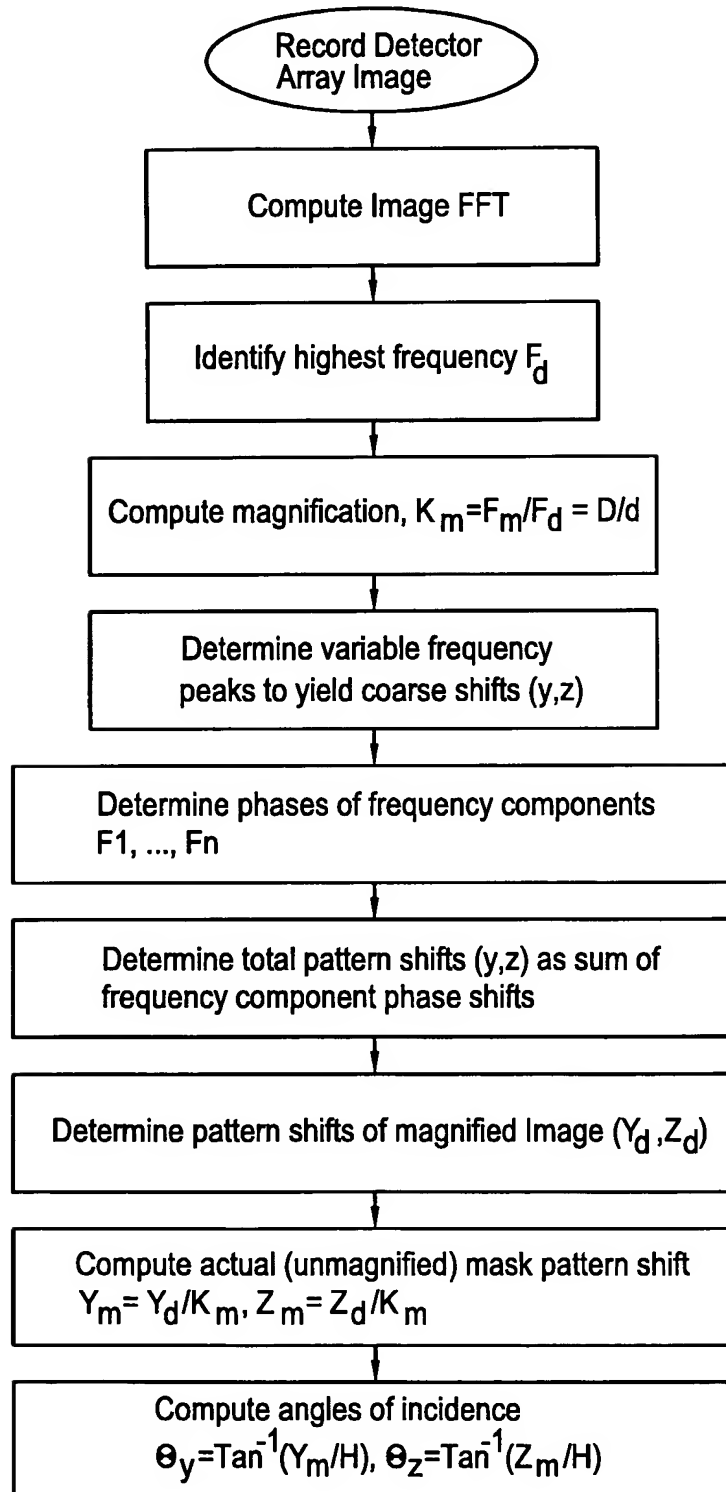 Record Detector
Array Image
Compute Image FFT
Identify highest frequency F_d
Compute magnification, K_m=F_m/F_d = D/d
Determine variable frequency
peaks to yield coarse shifts (y,z)
Determine phases of frequency components
F1, ..., Fn
Determine total pattern shifts (y,z) as sum of
frequency component phase shifts
Determine pattern shifts of magnified Image (Y_d ,Z_d)
Compute actual (unmagnified) mask pattern shift
Y_m= Y_d/K_m, Z_m= Z_d/K_m
Compute angles of incidence
Θ_y=Tan⁻¹(Y_m/H), Θ_z=Tan⁻¹(Z_m/H)